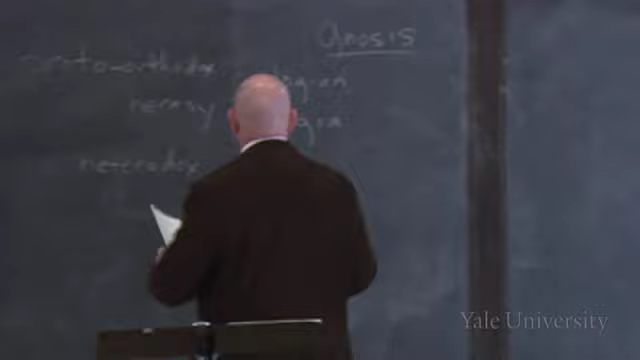 Gnosis
proto-orthodox
heresy
heterodox
Yale University